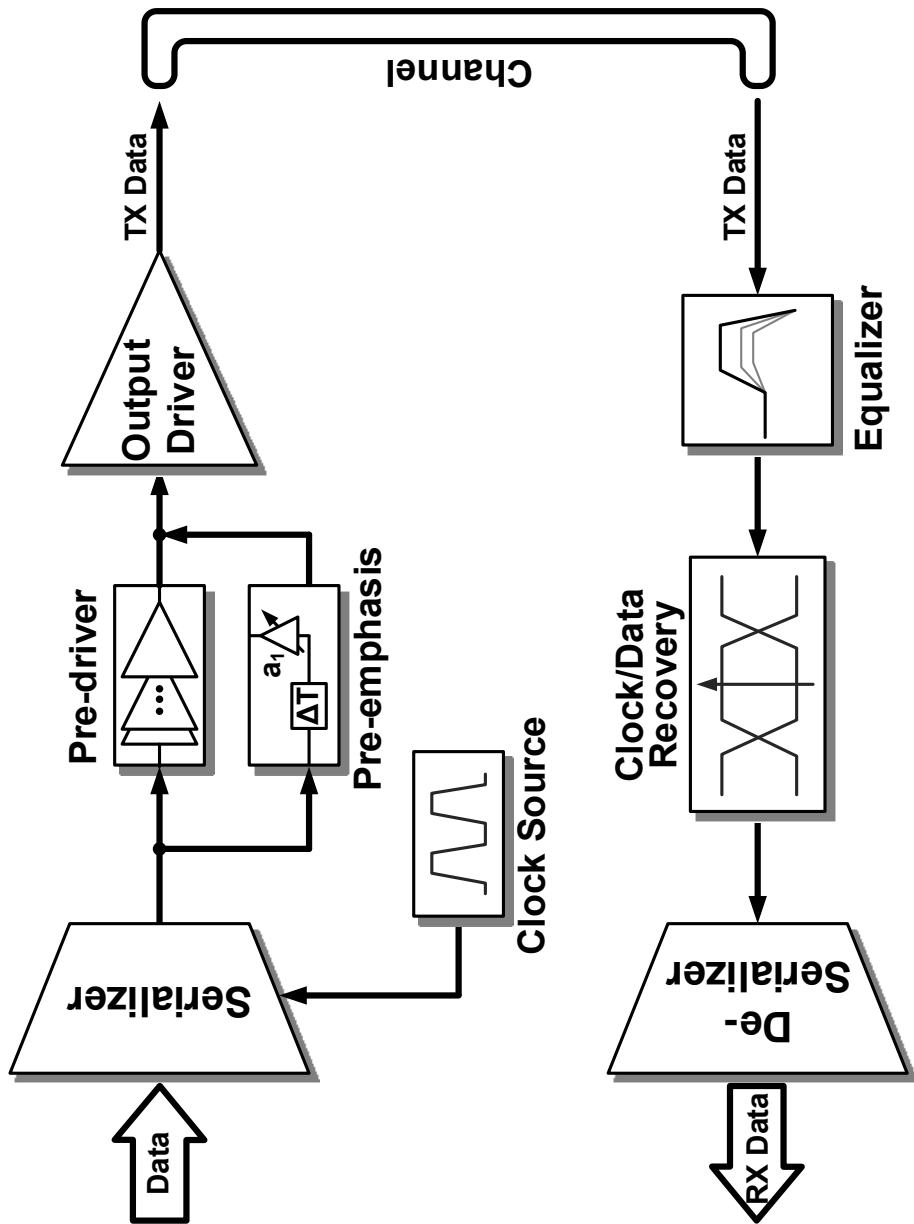 Data
Serializer
Clock Source
Pre-driver
Pre-emphasis
ΔT
a1
Output
Driver
TX Data
Channel
TX Data
Equalizer
Clock/Data
Recovery
De-
Serializer
RX Data